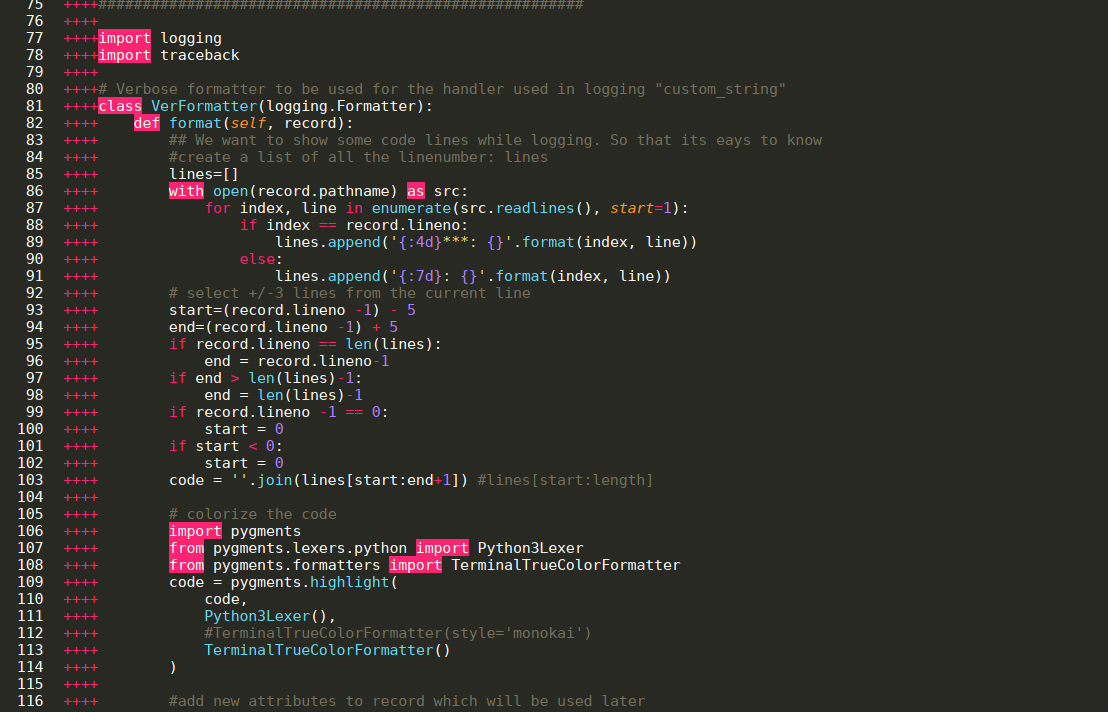 75  ++++#######################################################
76  ++++
77  ++++import logging
78  ++++import traceback
79  ++++
80  ++++# Verbose formatter to be used for the handler used in logging "custom_string"
81  ++++class VerFormatter(logging.Formatter):
82  ++++    def format(self, record):
83  ++++        ## We want to show some code lines while logging. So that its eays to know
84  ++++        #create a list of all the linenumber: lines
85  ++++        lines=[]
86  ++++        with open(record.pathname) as src:
87  ++++            for index, line in enumerate(src.readlines(), start=1):
88  ++++                if index == record.lineno:
89  ++++                    lines.append('{:4d}***: {}'.format(index, line))
90  ++++                else:
91  ++++                    lines.append('{:7d}: {}'.format(index, line))
92  ++++        # select +/-3 lines from the current line
93  ++++        start=(record.lineno -1) - 5
94  ++++        end=(record.lineno -1) + 5
95  ++++        if record.lineno == len(lines):
96  ++++            end = record.lineno-1
97  ++++        if end > len(lines)-1:
98  ++++            end = len(lines)-1
99  ++++        if record.lineno -1 == 0:
100  ++++            start = 0
101  ++++        if start < 0:
102  ++++            start = 0
103  ++++        code = ''.join(lines[start:end+1]) #lines[start:length]
104  ++++
105  ++++        # colorize the code
106  ++++        import pygments
107  ++++        from pygments.lexers.python import Python3Lexer
108  ++++        from pygments.formatters import TerminalTrueColorFormatter
109  ++++        code = pygments.highlight(
110  ++++            code,
111  ++++            Python3Lexer(),
112  ++++            #TerminalTrueColorFormatter(style='monokai')
113  ++++            TerminalTrueColorFormatter()
114  ++++        )
115  ++++
116  ++++        #add new attributes to record which will be used later